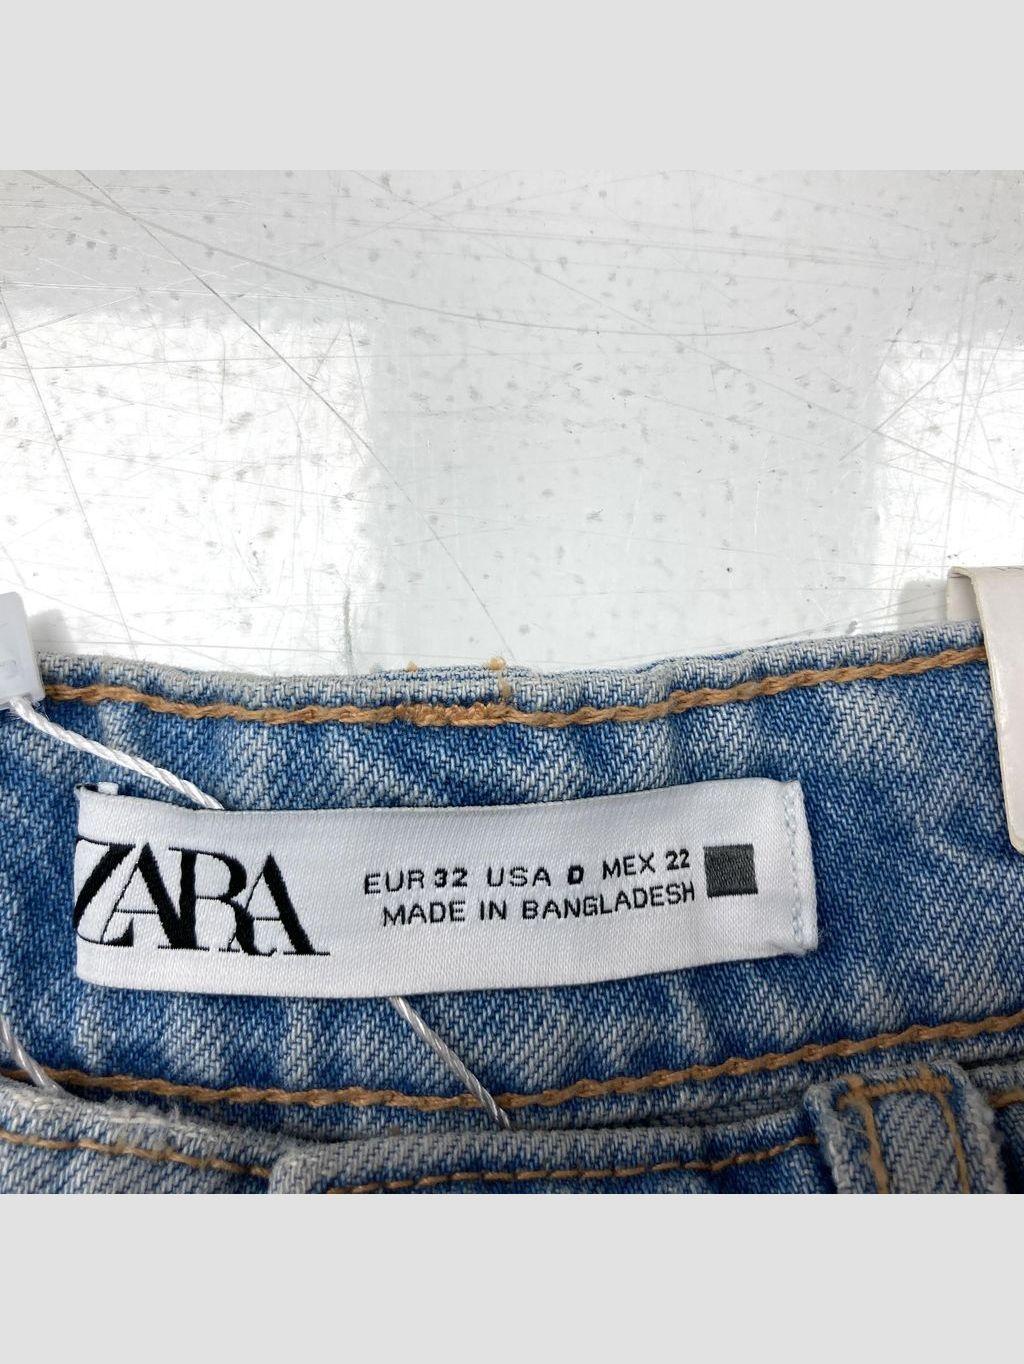 ZARA
EUR 32 USA 0 MEX 22
MADE IN BANGLADESH